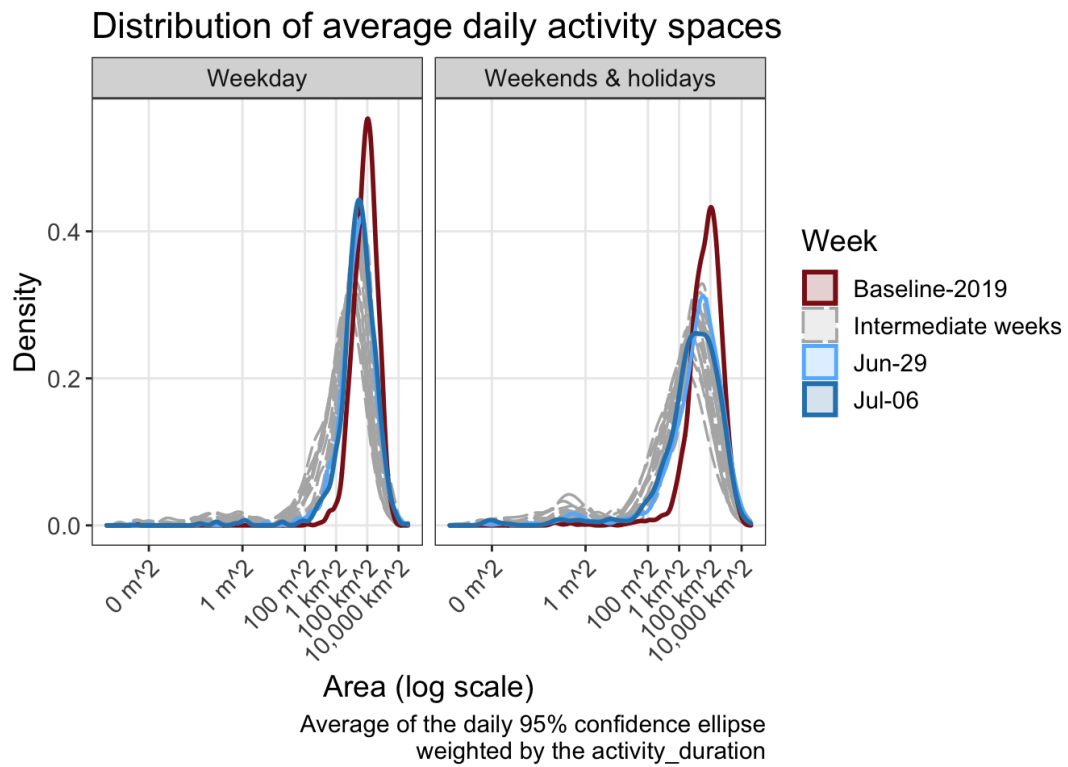 Distribution of average daily activity spaces
Weekday
Weekends & holidays
Density
0.4
0.2
0.0
0 m^2
1 m^2
100 m^2
1 km^2
100 km^2
10,000 km^2
0 m^2
1 m^2
100 m^2
1 km^2
100 km^2
10,000 km^2
Area (log scale)
Average of the daily 95% confidence ellipse
weighted by the activity_duration
Week
Baseline-2019
Intermediate weeks
Jun-29
Jul-06